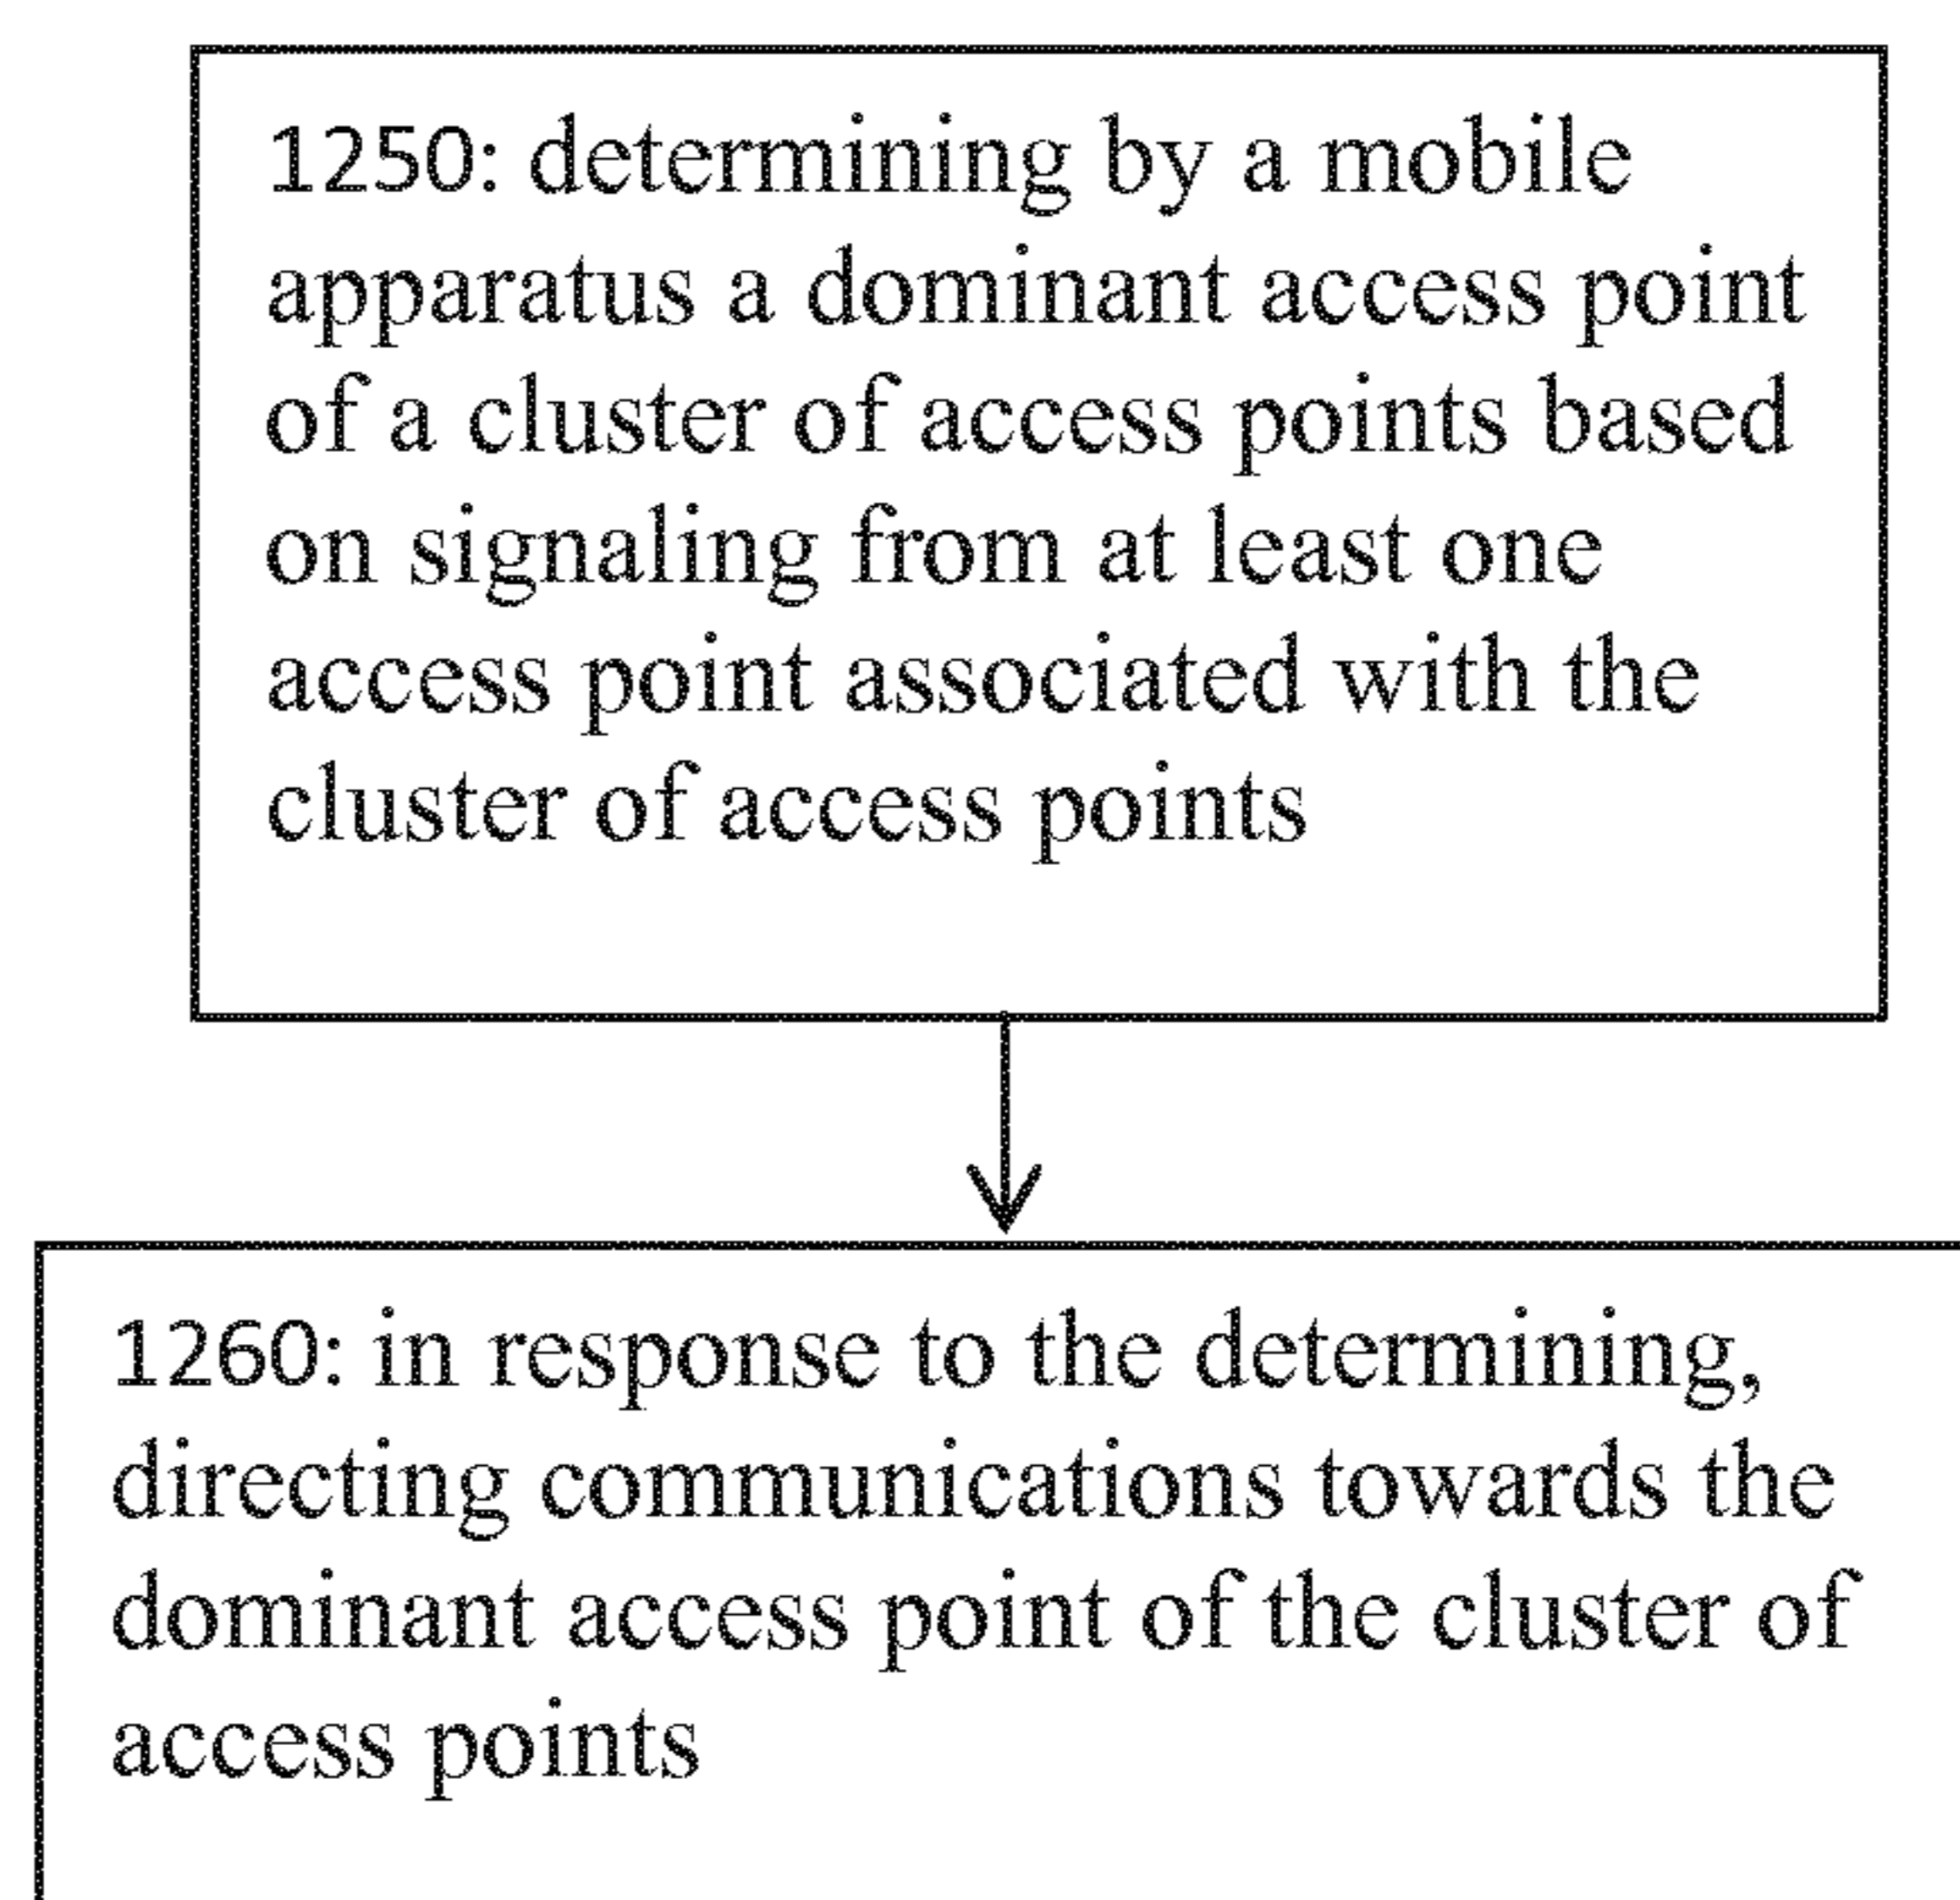 1250: determining by a mobile
apparatus a dominant access point
of a cluster of access points based
on signaling from at least one
access point associated with the
cluster of access points
1260: in response to the determining,
directing communications towards the
dominant access point of the cluster of
access points